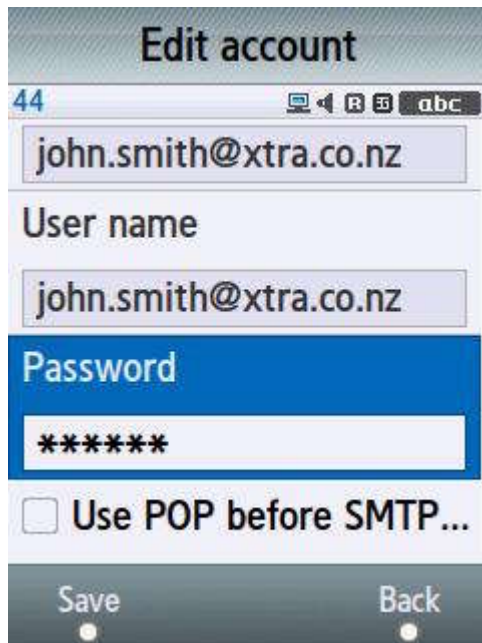 Edit account
44 abc
john.smith@xtra.co.nz
User name
john.smith@xtra.co.nz
Password
******
Use POP before SMTP...
Save Back